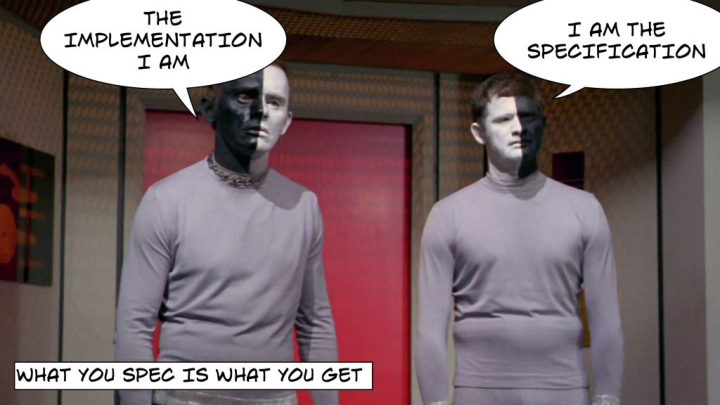 THE
IMPLEMENTATION
I AM
I AM THE
SPECIFICATION
WHAT YOU SPEC IS WHAT YOU GET